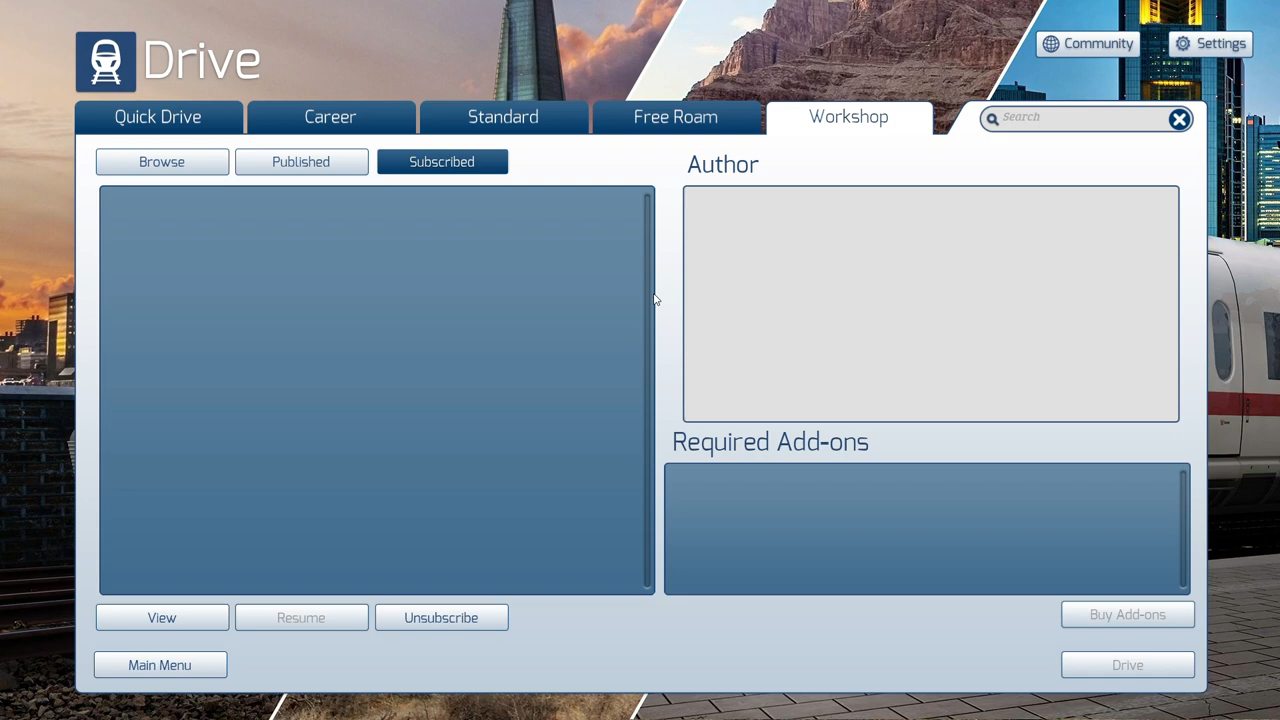 Drive
Community
Settings
Quick Drive
Career
Standard
Free Roam
Workshop
Search
Browse
Published
Subscribed
Author
Required Add-ons
View
Resume
Unsubscribe
Buy Add-ons
Main Menu
Drive